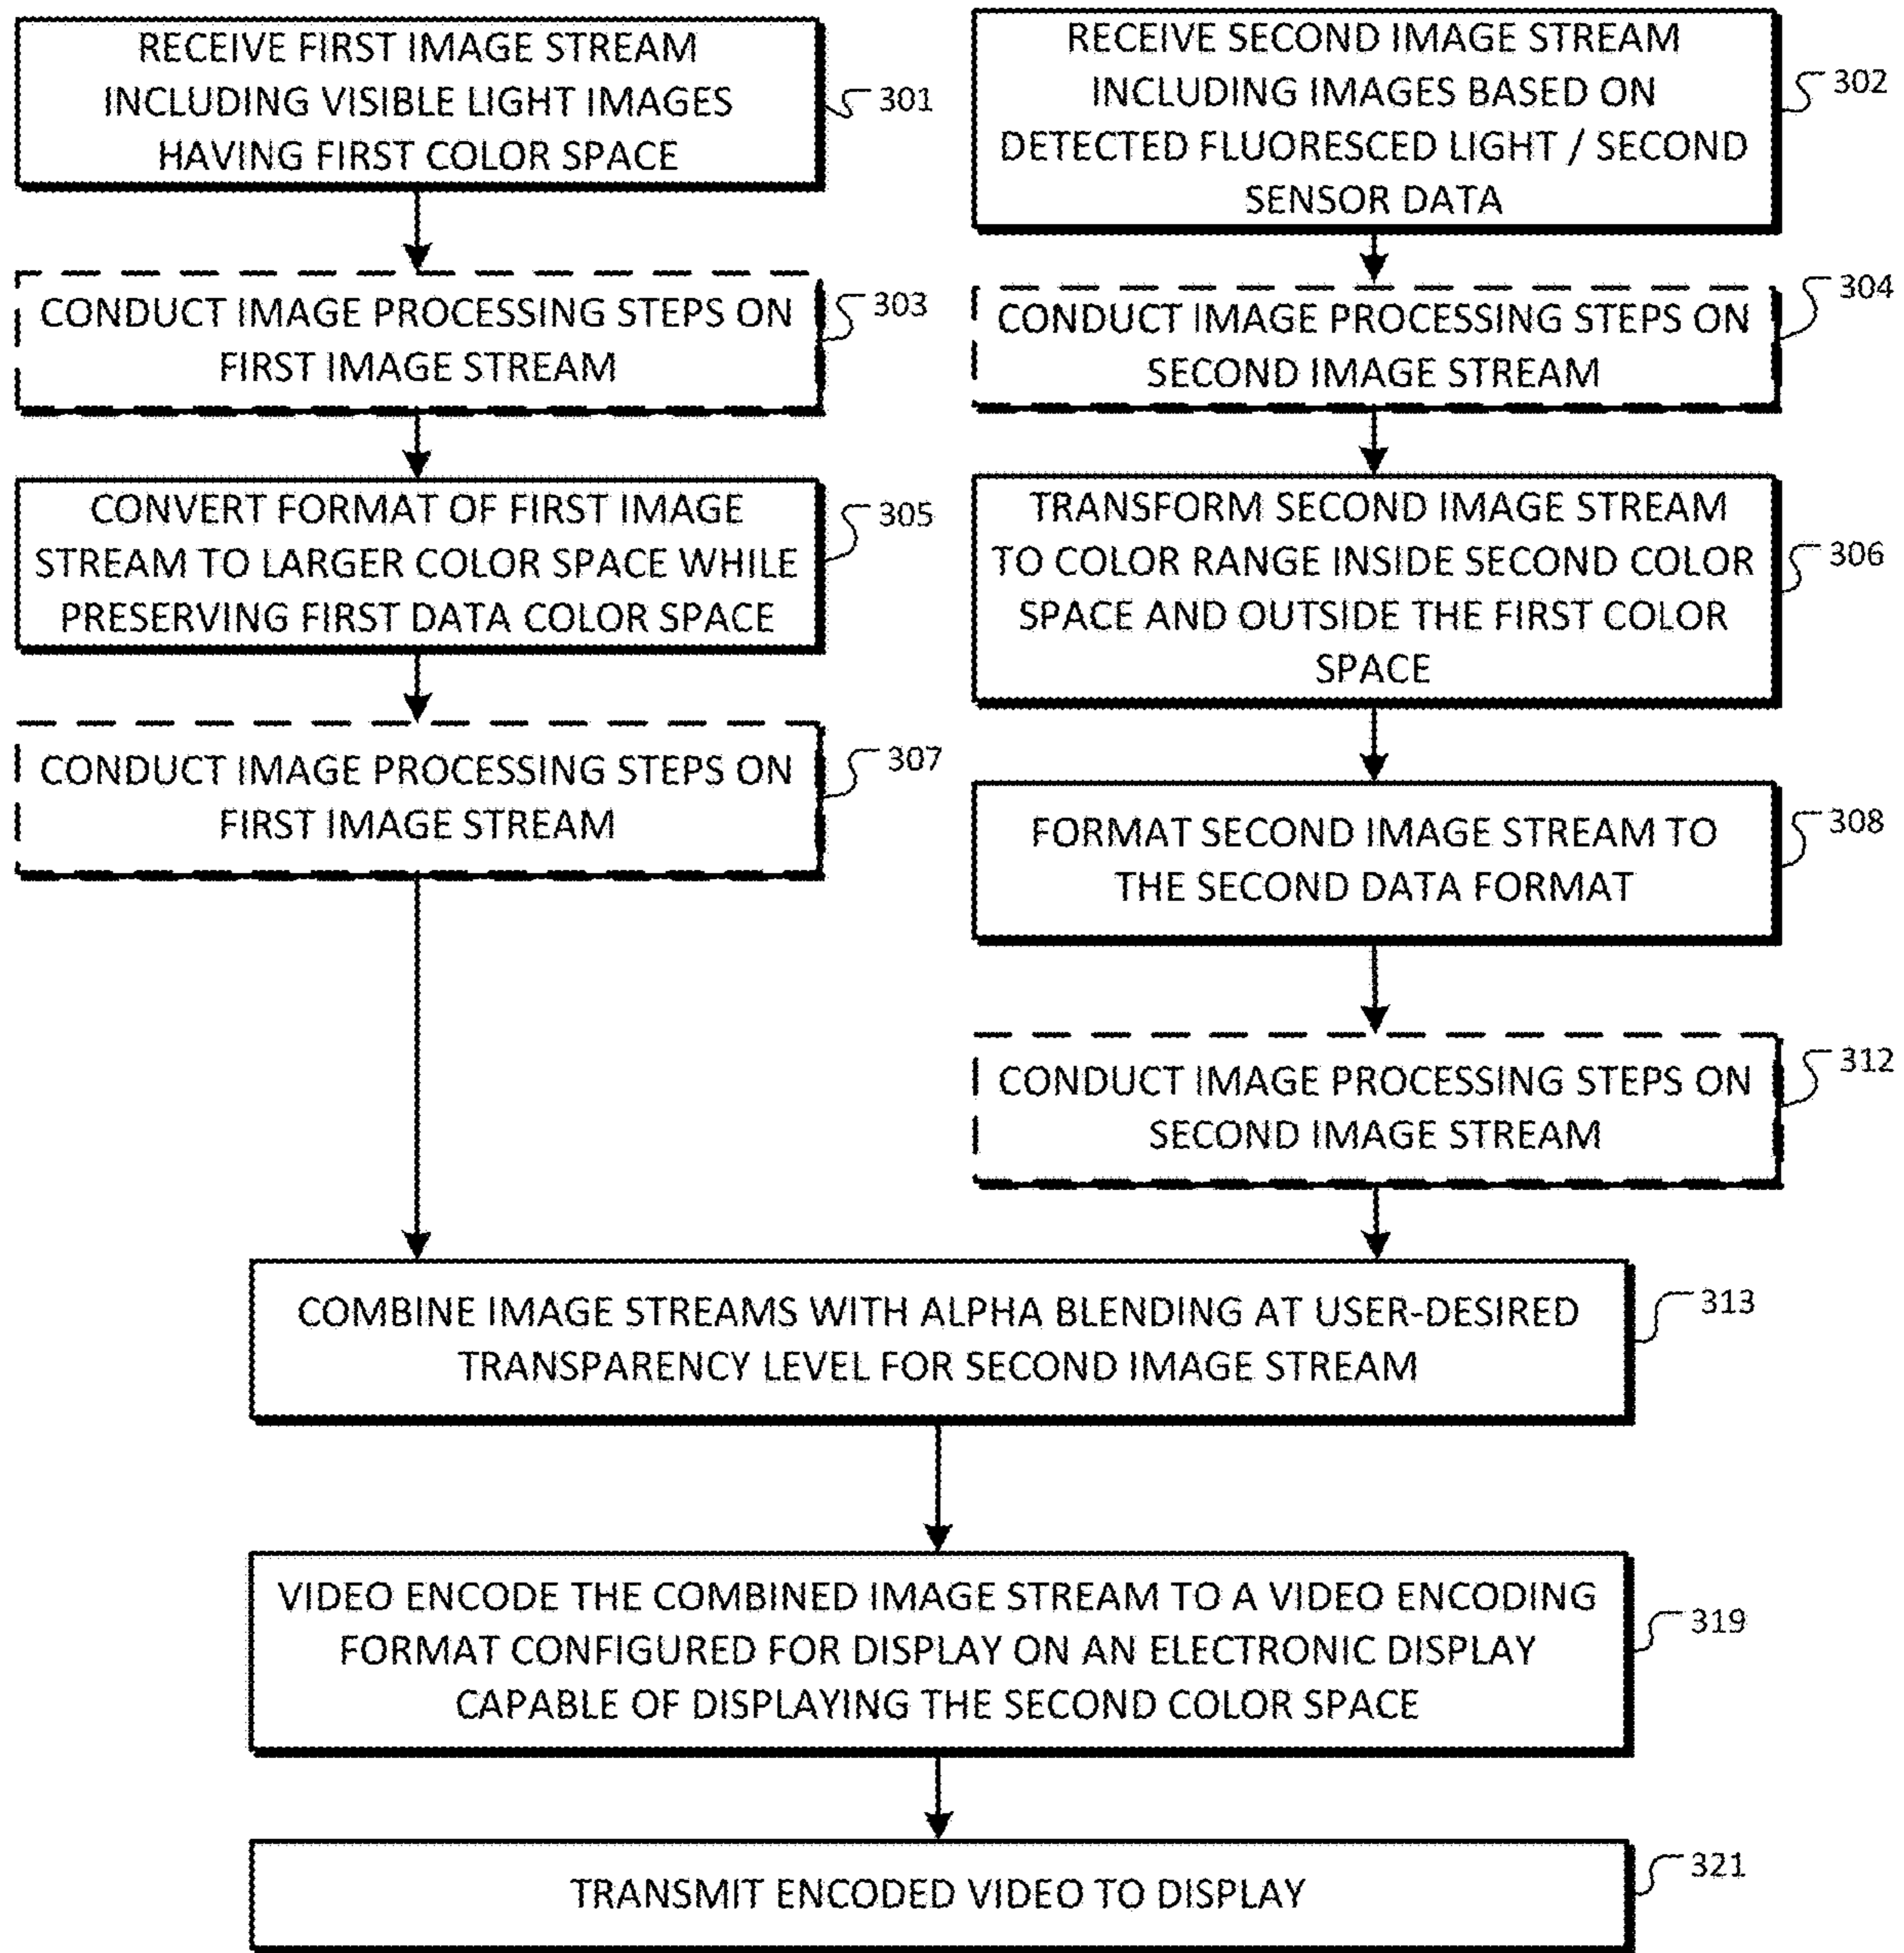 RECEIVE FIRST IMAGE STREAM
INCLUDING VISIBLE LIGHT IMAGES
HAVING FIRST COLOR SPACE
301
RECEIVE SECOND IMAGE STREAM
INCLUDING IMAGES BASED ON
DETECTED FLUORESCED LIGHT / SECOND
SENSOR DATA
302
CONDUCT IMAGE PROCESSING STEPS ON
FIRST IMAGE STREAM
303
CONDUCT IMAGE PROCESSING STEPS ON
SECOND IMAGE STREAM
304
CONVERT FORMAT OF FIRST IMAGE
STREAM TO LARGER COLOR SPACE WHILE
PRESERVING FIRST DATA COLOR SPACE
305
TRANSFORM SECOND IMAGE STREAM
TO COLOR RANGE INSIDE SECOND COLOR
SPACE AND OUTSIDE THE FIRST COLOR
SPACE
306
CONDUCT IMAGE PROCESSING STEPS ON
FIRST IMAGE STREAM
307
FORMAT SECOND IMAGE STREAM TO
THE SECOND DATA FORMAT
308
CONDUCT IMAGE PROCESSING STEPS ON
SECOND IMAGE STREAM
312
COMBINE IMAGE STREAMS WITH ALPHA BLENDING AT USER-DESIRED
TRANSPARENCY LEVEL FOR SECOND IMAGE STREAM
313
VIDEO ENCODE THE COMBINED IMAGE STREAM TO A VIDEO ENCODING
FORMAT CONFIGURED FOR DISPLAY ON AN ELECTRONIC DISPLAY
CAPABLE OF DISPLAYING THE SECOND COLOR SPACE
319
TRANSMIT ENCODED VIDEO TO DISPLAY
321